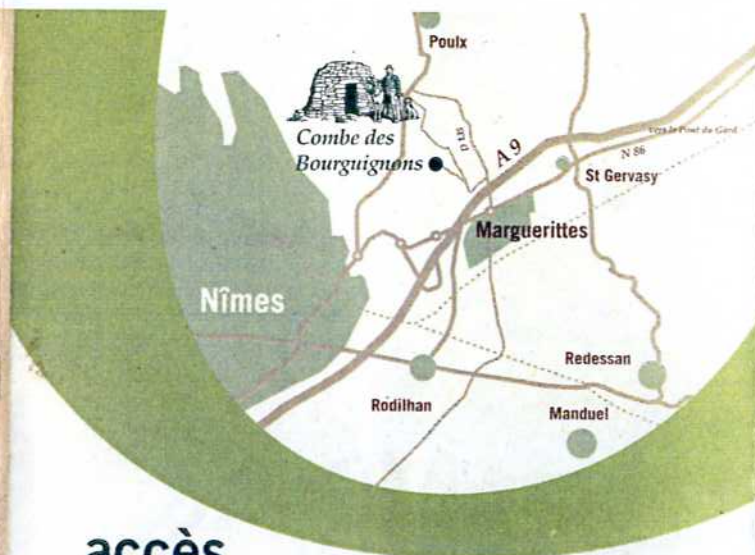 Poulx
Combe des
Bourguignons
D 135
A 9
vers le Pont du Gard
N 86
St Gervasy
Marguerittes
Nîmes
Redessan
Rodilhan
Manduel
accès